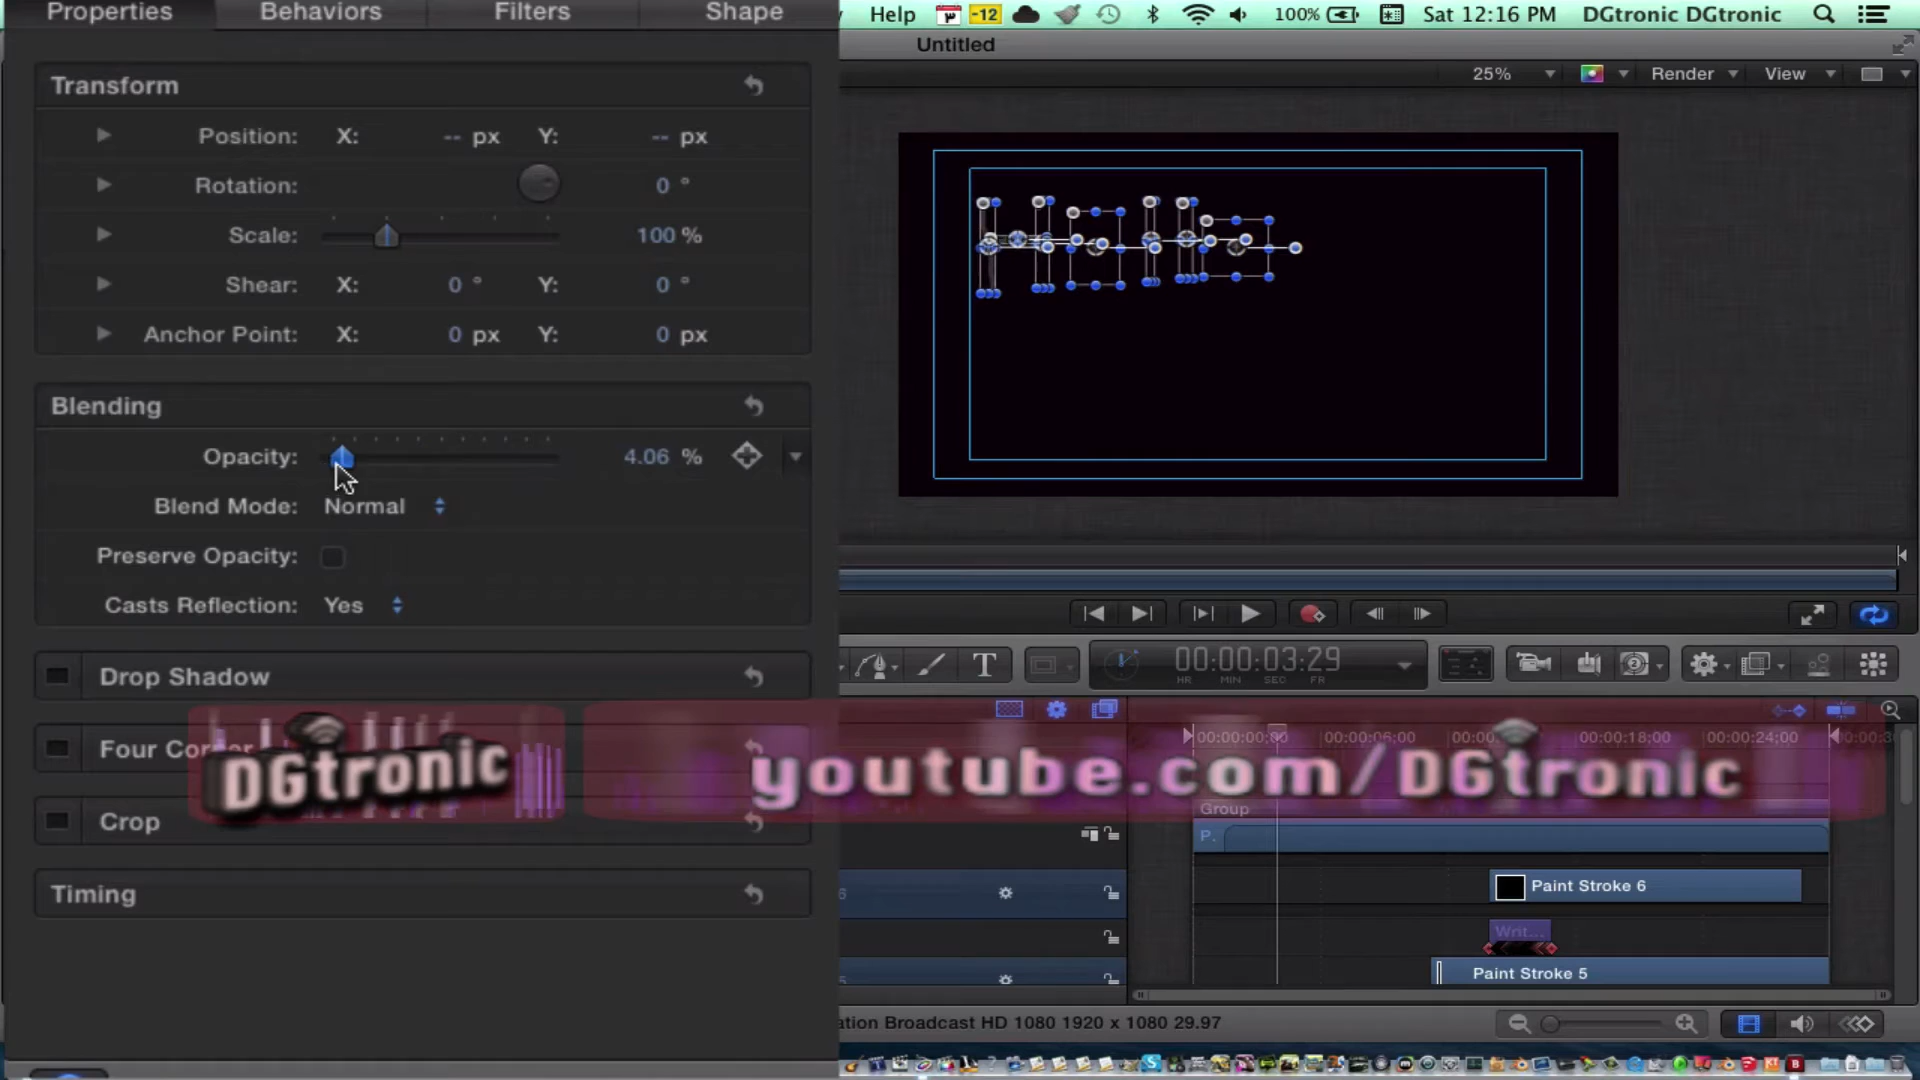 Properties Behaviors Filters Shape
Help -12 100% Sat 12:16 PM DGtronic DGtronic
Untitled
25% Render View
Transform
Position: X: -- px Y: -- px
Rotation: 0 °
Scale: 100 %
Shear: X: 0 ° Y: 0 °
Anchor Point: X: 0 px Y: 0 px
Blending
Opacity: 4.06 %
Blend Mode: Normal
Preserve Opacity:
Casts Reflection: Yes
Drop Shadow
00:00:03:29
HR MIN SEC FR
00:00:06;00 00:00:18;00 00:00:24;00
Four Corner
DGtronic
youtube.com/DGtronic
Crop
Group
P.
Timing
Paint Stroke 6
Writ...
Paint Stroke 5
ation Broadcast HD 1080 1920 x 1080 29.97